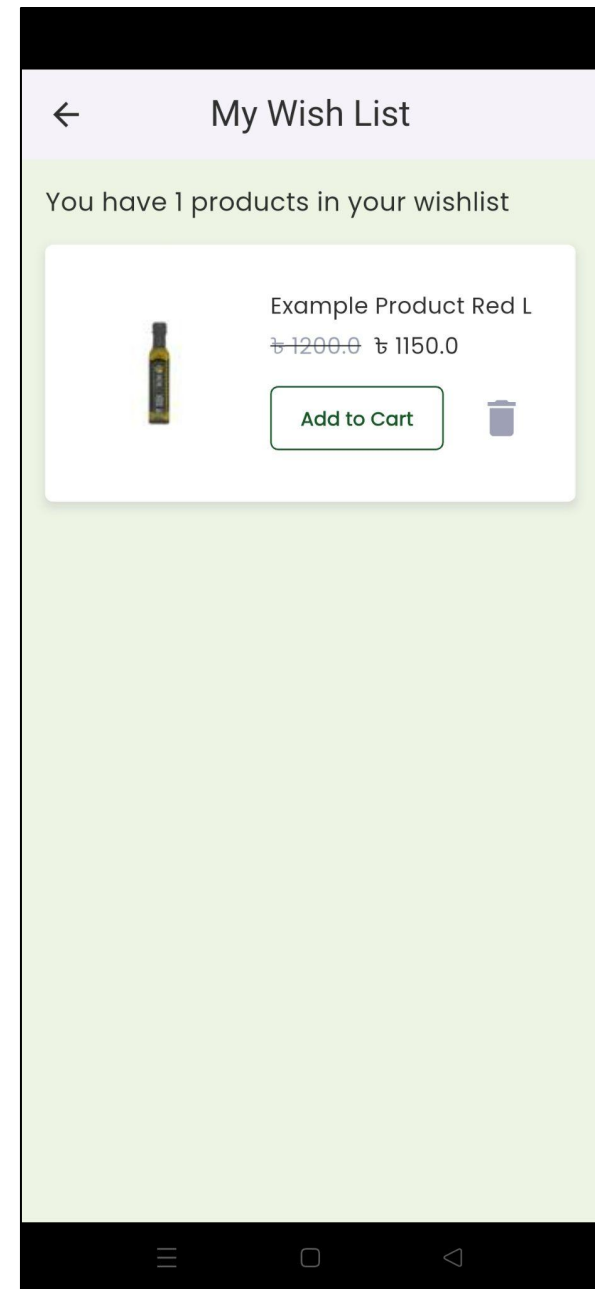 My Wish List
You have 1 products in your wishlist
Example Product Red L
৳ 1200.0 ৳ 1150.0
Add to Cart